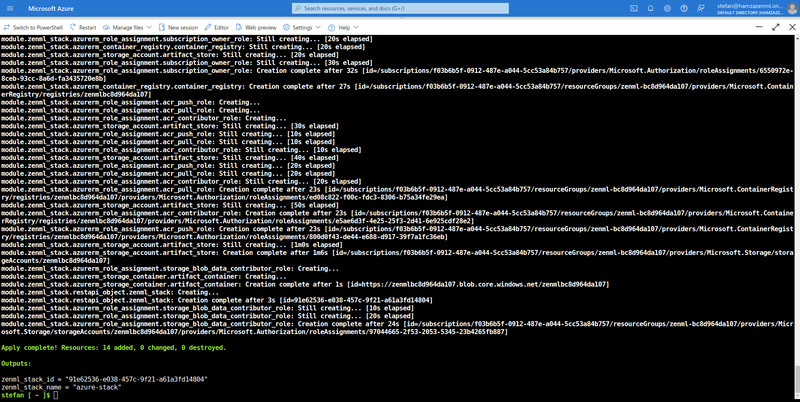 Microsoft Azure
Search resources, services, and docs (G+/)
stefan@hamzazenml.on...
DEFAULT DIRECTORY (HAMZAZE...
Switch to PowerShell Restart Manage files New session Editor Web preview Settings Help
module.zenml_stack.azurerm_role_assignment.subscription_owner_role: Still creating... [20s elapsed]
module.zenml_stack.azurerm_container_registry.container_registry: Still creating... [20s elapsed]
module.zenml_stack.azurerm_storage_account.artifact_store: Still creating... [20s elapsed]
module.zenml_stack.azurerm_role_assignment.subscription_owner_role: Still creating... [30s elapsed]
module.zenml_stack.azurerm_role_assignment.subscription_owner_role: Creation complete after 32s [id=/subscriptions/f03b6b5f-0912-487e-a044-5cc53a84b757/providers/Microsoft.Authorization/roleAssignments/6550972e-
8ceb-93cc-8a6d-fa3435720e8b]
module.zenml_stack.azurerm_container_registry.container_registry: Creation complete after 27s [id=/subscriptions/f03b6b5f-0912-487e-a044-5cc53a84b757/resourceGroups/zenml-bc8d964da107/providers/Microsoft.Contain
erRegistry/registries/zenmlbc8d964da107]
module.zenml_stack.azurerm_role_assignment.acr_push_role: Creating...
module.zenml_stack.azurerm_role_assignment.acr_pull_role: Creating...
module.zenml_stack.azurerm_role_assignment.acr_contributor_role: Creating...
module.zenml_stack.azurerm_storage_account.artifact_store: Still creating... [30s elapsed]
module.zenml_stack.azurerm_role_assignment.acr_push_role: Still creating... [10s elapsed]
module.zenml_stack.azurerm_role_assignment.acr_pull_role: Still creating... [10s elapsed]
module.zenml_stack.azurerm_role_assignment.acr_contributor_role: Still creating... [10s elapsed]
module.zenml_stack.azurerm_storage_account.artifact_store: Still creating... [40s elapsed]
module.zenml_stack.azurerm_role_assignment.acr_push_role: Still creating... [20s elapsed]
module.zenml_stack.azurerm_role_assignment.acr_pull_role: Still creating... [20s elapsed]
module.zenml_stack.azurerm_role_assignment.acr_contributor_role: Still creating... [20s elapsed]
module.zenml_stack.azurerm_role_assignment.acr_pull_role: Creation complete after 23s [id=/subscriptions/f03b6b5f-0912-487e-a044-5cc53a84b757/resourceGroups/zenml-bc8d964da107/providers/Microsoft.ContainerRegist
ry/registries/zenmlbc8d964da107/providers/Microsoft.Authorization/roleAssignments/ed08c822-f00c-fdc3-8306-b75a34fe29ea]
module.zenml_stack.azurerm_storage_account.artifact_store: Still creating... [50s elapsed]
module.zenml_stack.azurerm_role_assignment.acr_contributor_role: Creation complete after 23s [id=/subscriptions/f03b6b5f-0912-487e-a044-5cc53a84b757/resourceGroups/zenml-bc8d964da107/providers/Microsoft.Containe
rRegistry/registries/zenmlbc8d964da107/providers/Microsoft.Authorization/roleAssignments/e5ae6d3f-4e25-25f3-2d41-6e925cdf28e2]
module.zenml_stack.azurerm_role_assignment.acr_push_role: Creation complete after 23s [id=/subscriptions/f03b6b5f-0912-487e-a044-5cc53a84b757/resourceGroups/zenml-bc8d964da107/providers/Microsoft.ContainerRegist
ry/registries/zenmlbc8d964da107/providers/Microsoft.Authorization/roleAssignments/800d0f43-de44-e688-d917-39f7a1fc36eb]
module.zenml_stack.azurerm_storage_account.artifact_store: Still creating... [1m0s elapsed]
module.zenml_stack.azurerm_storage_account.artifact_store: Creation complete after 1m6s [id=/subscriptions/f03b6b5f-0912-487e-a044-5cc53a84b757/resourceGroups/zenml-bc8d964da107/providers/Microsoft.Storage/stora
geAccounts/zenmlbc8d964da107]
module.zenml_stack.azurerm_role_assignment.storage_blob_data_contributor_role: Creating...
module.zenml_stack.azurerm_storage_container.artifact_container: Creating...
module.zenml_stack.azurerm_storage_container.artifact_container: Creation complete after 1s [id=https://zenmlbc8d964da107.blob.core.windows.net/zenmlbc8d964da107]
module.zenml_stack.restapi_object.zenml_stack: Creating...
module.zenml_stack.restapi_object.zenml_stack: Creation complete after 3s [id=91e62536-e038-457c-9f21-a61a3fd14804]
module.zenml_stack.azurerm_role_assignment.storage_blob_data_contributor_role: Still creating... [10s elapsed]
module.zenml_stack.azurerm_role_assignment.storage_blob_data_contributor_role: Still creating... [20s elapsed]
module.zenml_stack.azurerm_role_assignment.storage_blob_data_contributor_role: Creation complete after 24s [id=/subscriptions/f03b6b5f-0912-487e-a044-5cc53a84b757/resourceGroups/zenml-bc8d964da107/providers/Micr
osoft.Storage/storageAccounts/zenmlbc8d964da107/providers/Microsoft.Authorization/roleAssignments/97044665-2f53-2053-5345-23b4265fb887]
Apply complete! Resources: 14 added, 0 changed, 0 destroyed.
Outputs:
zenml_stack_id = "91e62536-e038-457c-9f21-a61a3fd14804"
zenml_stack_name = "azure-stack"
stefan [ ~ ]$